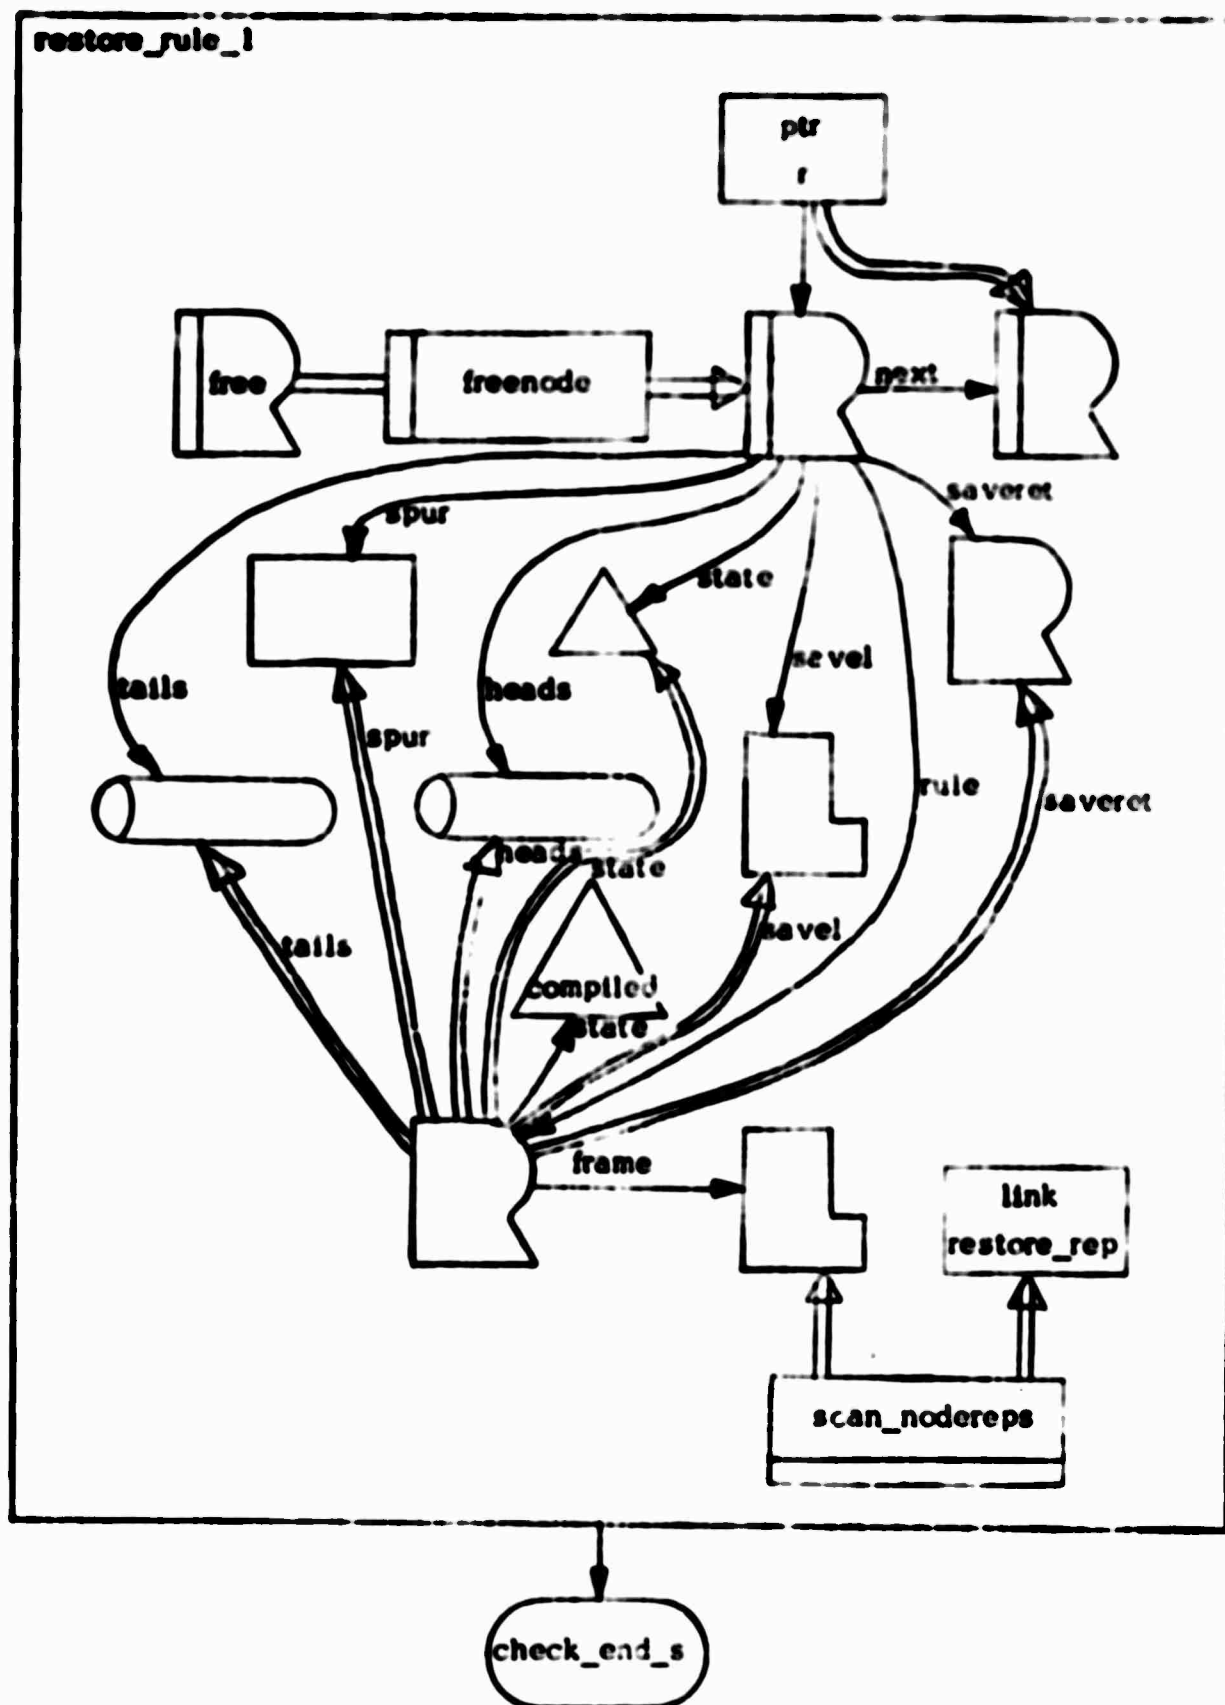 restore_rule_1
ptr
r
free
freenode
next
saveret
spur
state
savel
tails
heads
spur
rule
saveret
heads
state
tails
savel
compiled
state
frame
link
restore_rep
scan_nodereps
check_end_s